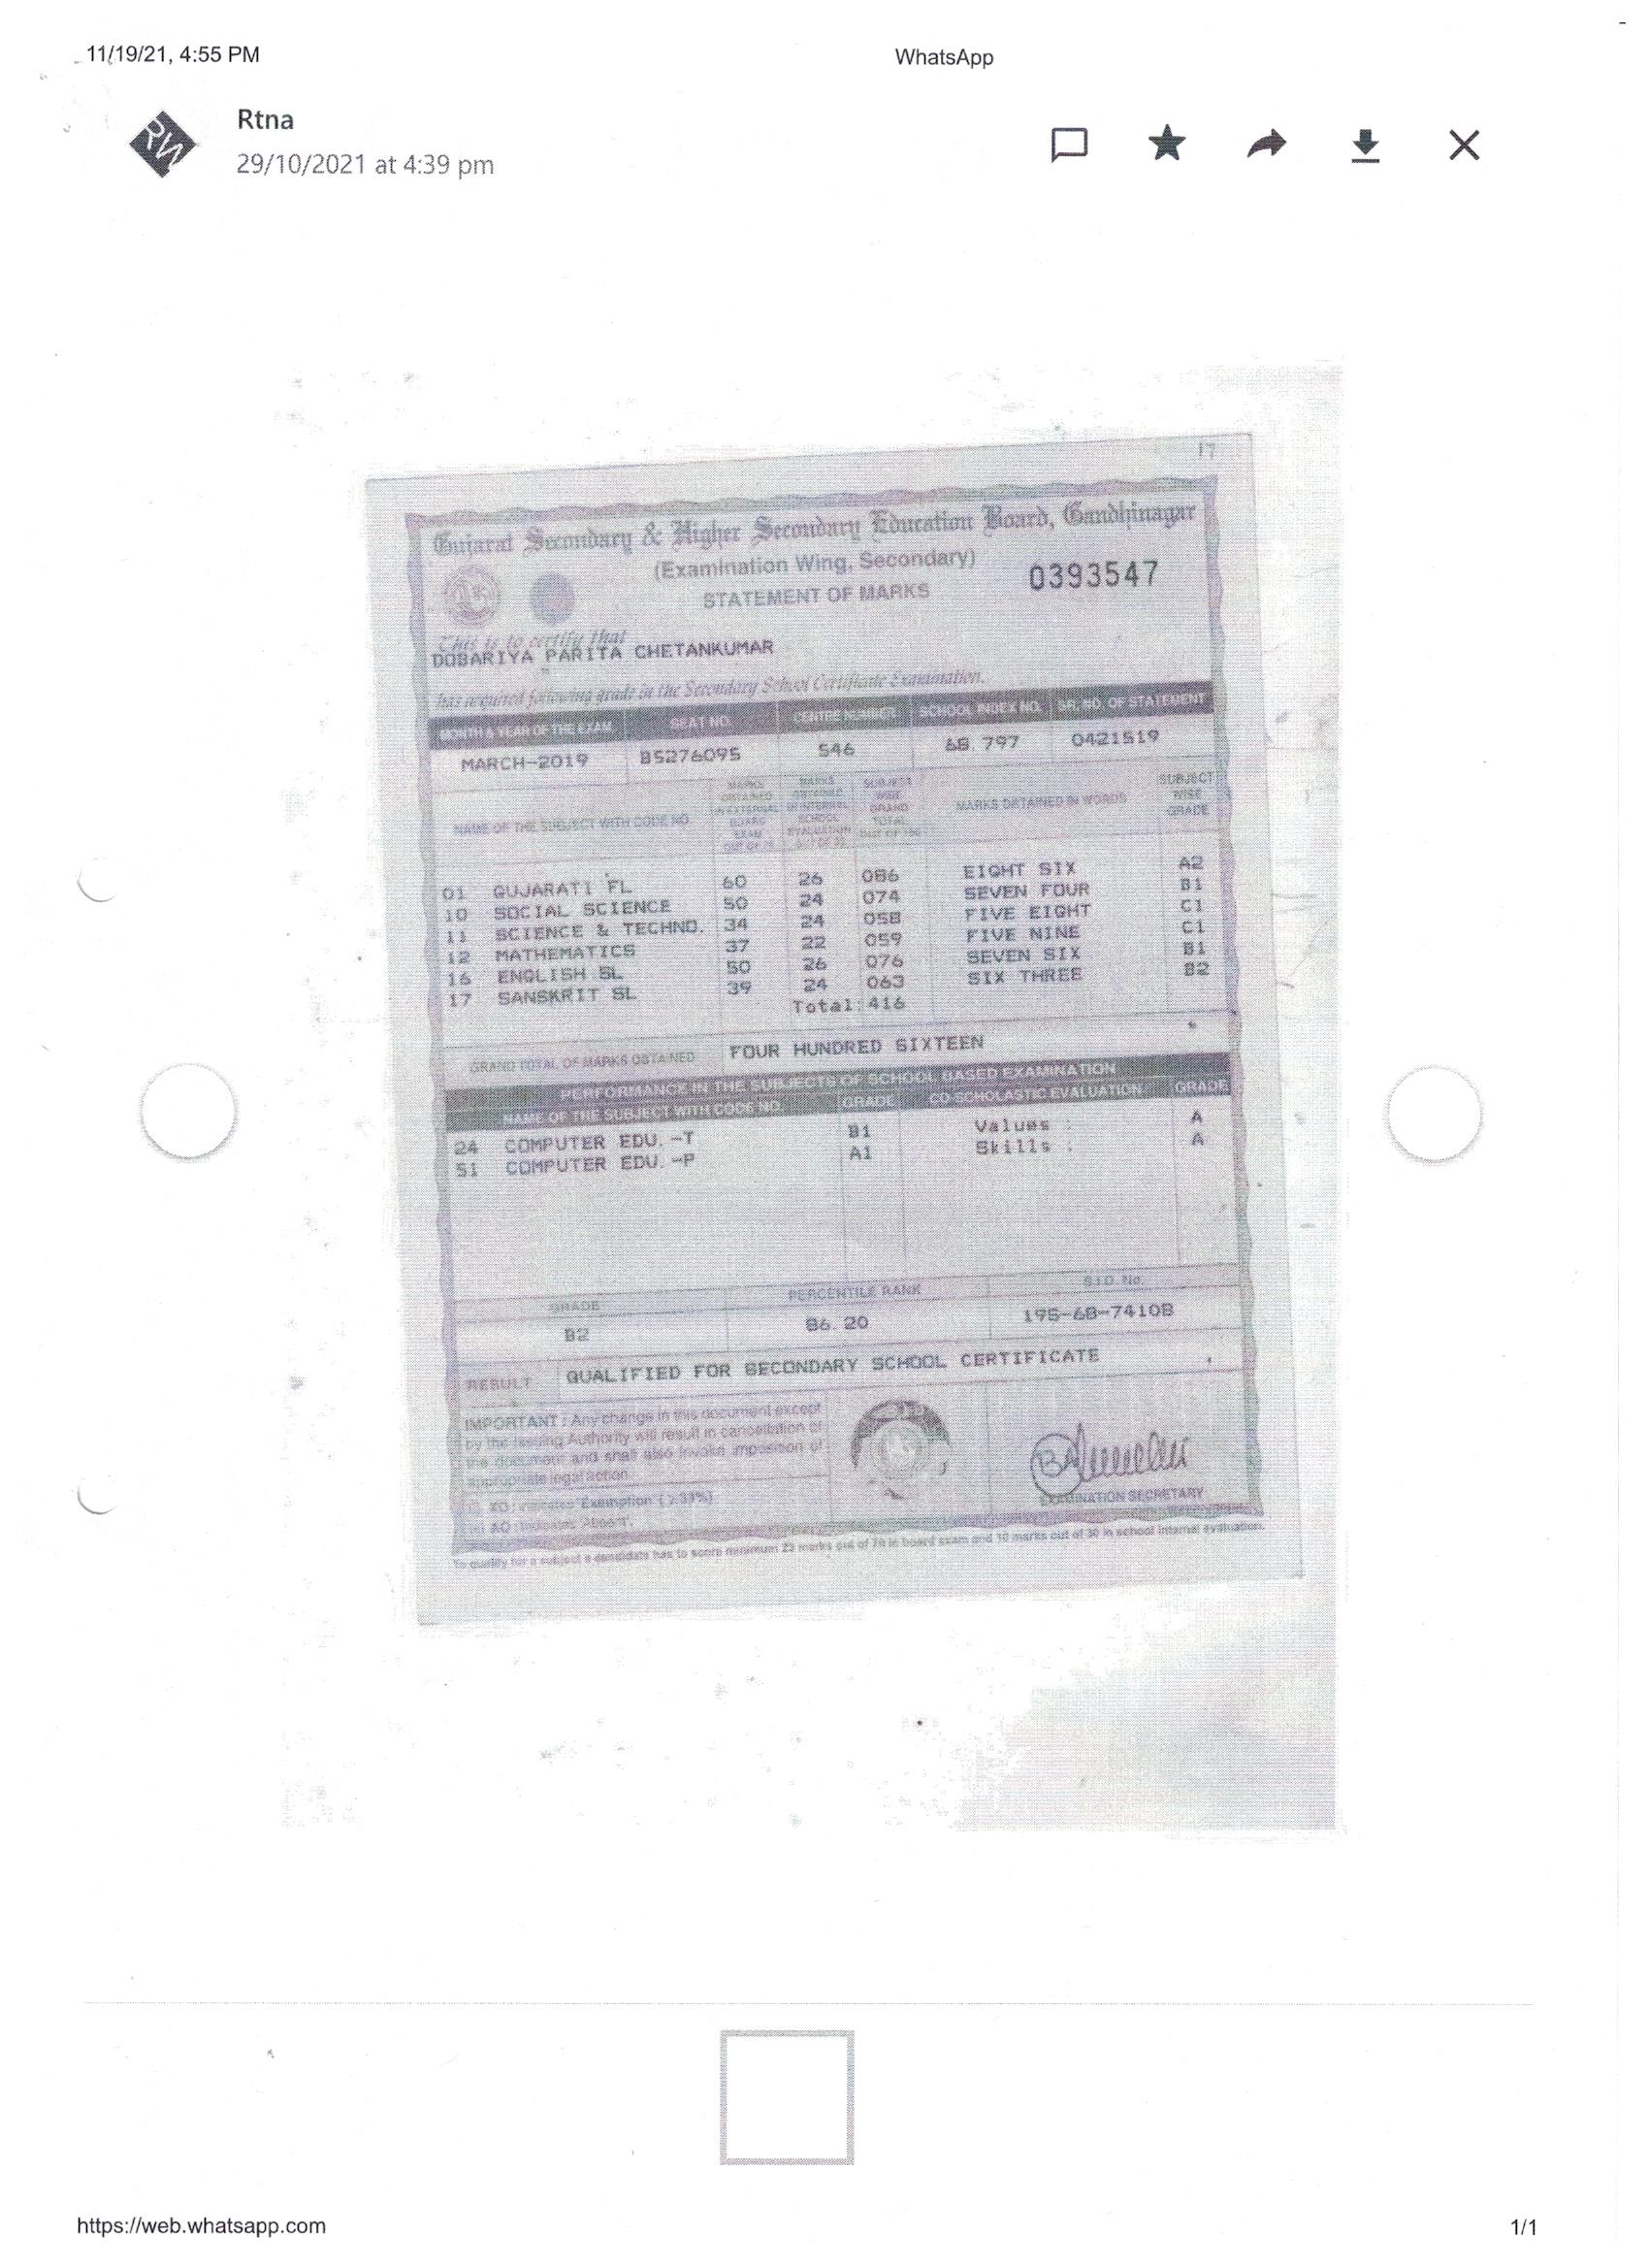 11/19/21, 4:55 PM
WhatsApp
RW
Rtna
29/10/2021 at 4:39 pm
17
Gujarat Secondary & Higher Secondary Education Board, Gandhinagar
(Examination Wing, Secondary)
0393547
STATEMENT OF MARKS
This is to certify that
DOBARIYA PARITA CHETANKUMAR
has acquired following grade in the Secondary School Certificate Examination.
MONTH & YEAR OF THE EXAM SEAT NO. CENTRE NUMBER SCHOOL INDEX NO. SR. NO. OF STATEMENT
MARCH-2019 B5276095 546 68.797 0421519
NAME OF THE SUBJECT WITH CODE NO. MARKS OBTAINED IN EXTERNAL BOARD EXAM MARKS OBTAINED IN INTERNAL SCHOOL EVALUATION SUBJECT WISE GRAND TOTAL OUT OF 100 MARKS OBTAINED IN WORDS SUBJECT WISE GRADE
01 GUJARATI FL 60 26 086 EIGHT SIX A2
10 SOCIAL SCIENCE 50 24 074 SEVEN FOUR B1
11 SCIENCE & TECHNO. 34 24 058 FIVE EIGHT C1
12 MATHEMATICS 37 22 059 FIVE NINE C1
16 ENGLISH SL 50 26 076 SEVEN SIX B1
17 SANSKRIT SL 39 24 063 SIX THREE B2
Total:416
GRAND TOTAL OF MARKS OBTAINED FOUR HUNDRED SIXTEEN
PERFORMANCE IN THE SUBJECTS OF SCHOOL BASED EXAMINATION
NAME OF THE SUBJECT WITH CODE NO. GRADE CO-SCHOLASTIC EVALUATION GRADE
24 COMPUTER EDU. -T B1 Values : A
51 COMPUTER EDU. -P A1 Skills : A
GRADE PERCENTILE RANK S.I.D. No.
B2 86.20 195-68-74108
RESULT QUALIFIED FOR SECONDARY SCHOOL CERTIFICATE
IMPORTANT : Any change in this document except
by the Issuing Authority will result in cancellation of
the document and shall also invoke imposition of
appropriate legal action.
XO : Indicates Exemption (>33%)
AO : Indicates Absent.
EXAMINATION SECRETARY
To qualify for a subject a candidate has to score minimum 23 marks out of 70 in board exam and 10 marks out of 30 in school internal evaluation.
https://web.whatsapp.com
1/1